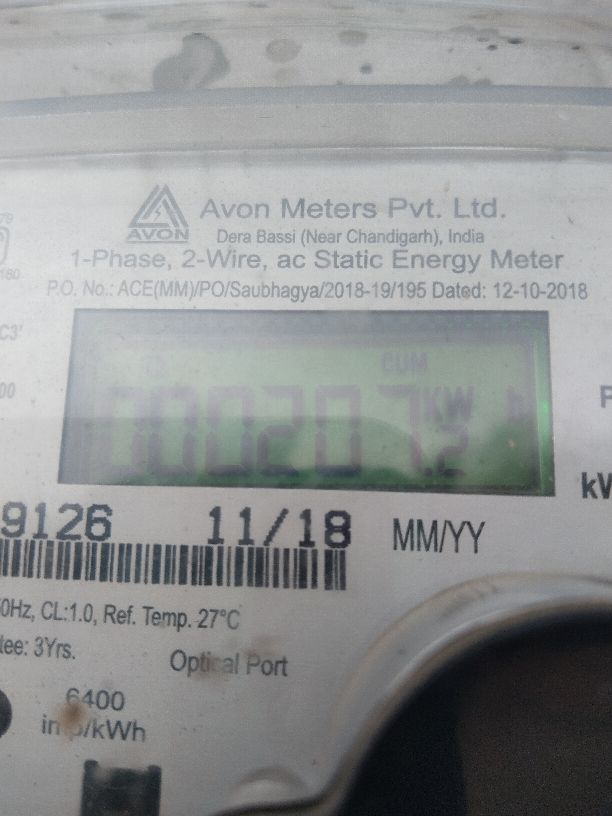 Avon Meters Pvt. Ltd.
AVON
Dera Bassi (Near Chandigarh), India
1-Phase, 2-Wire, ac Static Energy Meter
P.O. No.: ACE(MM)/PO/Saubhagya/2018-19/195 Dated: 12-10-2018
CUM
000207.2 KW
9126 11/18 MM/YY
0Hz, CL:1.0, Ref. Temp. 27°C
tee: 3Yrs.
Optical Port
6400
imp/kWh